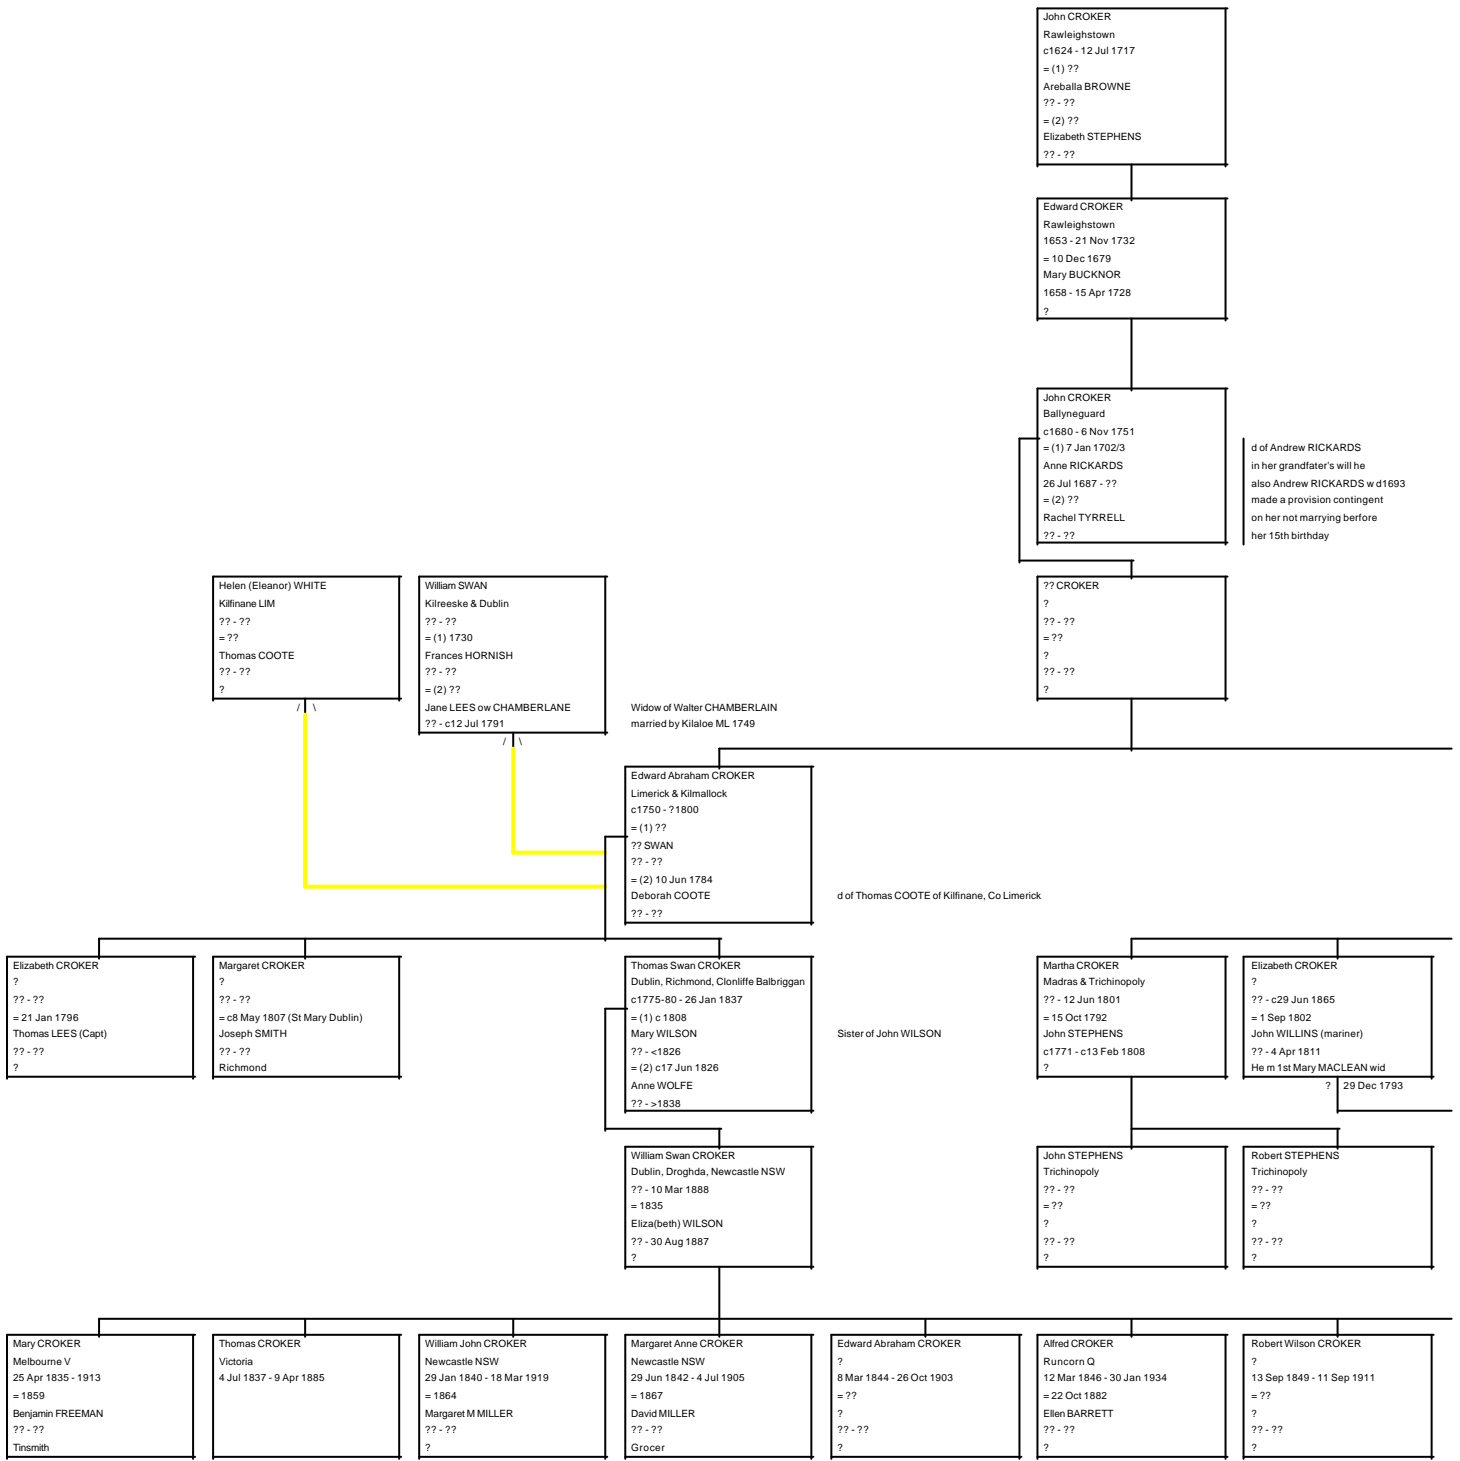 John CROKER
Rawleighstown
c1624 - 12 Jul 1717
= (1) ??
Areballa BROWNE
?? - ??
= (2) ??
Elizabeth STEPHENS
?? - ??
Edward CROKER
Rawleighstown
1653 - 21 Nov 1732
= 10 Dec 1679
Mary BUCKNOR
1658 - 15 Apr 1728
?
John CROKER
Ballyneguard
c1680 - 6 Nov 1751
= (1) 7 Jan 1702/3
Anne RICKARDS
26 Jul 1687 - ??
= (2) ??
Rachel TYRRELL
?? - ??
d of Andrew RICKARDS
in her grandfater's will he
also Andrew RICKARDS w d1693
made a provision contingent
on her not marrying berfore
her 15th birthday
Helen (Eleanor) WHITE
Kilfinane LIM
?? - ??
= ??
Thomas COOTE
?? - ??
?
/ \
William SWAN
Kilreeske & Dublin
?? - ??
= (1) 1730
Frances HORNISH
?? - ??
= (2) ??
Jane LEES ow CHAMBERLANE
?? - c12 Jul 1791
/ \
Widow of Walter CHAMBERLAIN
married by Kilaloe ML 1749
?? CROKER
?
?? - ??
= ??
?
?? - ??
?
Edward Abraham CROKER
Limerick & Kilmallock
c1750 - ?1800
= (1) ??
?? SWAN
?? - ??
= (2) 10 Jun 1784
Deborah COOTE
?? - ??
d of Thomas COOTE of Kilfinane, Co Limerick
Elizabeth CROKER
?
?? - ??
= 21 Jan 1796
Thomas LEES (Capt)
?? - ??
?
Margaret CROKER
?
?? - ??
= c8 May 1807 (St Mary Dublin)
Joseph SMITH
?? - ??
Richmond
Thomas Swan CROKER
Dublin, Richmond, Clonliffe Balbriggan
c1775-80 - 26 Jan 1837
= (1) c 1808
Mary WILSON
?? - <1826
= (2) c17 Jun 1826
Anne WOLFE
?? - >1838
Sister of John WILSON
Martha CROKER
Madras & Trichinopoly
?? - 12 Jun 1801
= 15 Oct 1792
John STEPHENS
c1771 - c13 Feb 1808
?
Elizabeth CROKER
?
?? - c29 Jun 1865
= 1 Sep 1802
John WILLINS (mariner)
?? - 4 Apr 1811
He m 1st Mary MACLEAN wid
? 29 Dec 1793
William Swan CROKER
Dublin, Droghda, Newcastle NSW
?? - 10 Mar 1888
= 1835
Eliza(beth) WILSON
?? - 30 Aug 1887
?
John STEPHENS
Trichinopoly
?? - ??
= ??
?
?? - ??
?
Robert STEPHENS
Trichinopoly
?? - ??
= ??
?
?? - ??
?
Mary CROKER
Melbourne V
25 Apr 1835 - 1913
= 1859
Benjamin FREEMAN
?? - ??
Tinsmith
Thomas CROKER
Victoria
4 Jul 1837 - 9 Apr 1885
William John CROKER
Newcastle NSW
29 Jan 1840 - 18 Mar 1919
= 1864
Margaret M MILLER
?? - ??
?
Margaret Anne CROKER
Newcastle NSW
29 Jun 1842 - 4 Jul 1905
= 1867
David MILLER
?? - ??
Grocer
Edward Abraham CROKER
?
8 Mar 1844 - 26 Oct 1903
= ??
?
?? - ??
?
Alfred CROKER
Runcorn Q
12 Mar 1846 - 30 Jan 1934
= 22 Oct 1882
Ellen BARRETT
?? - ??
?
Robert Wilson CROKER
?
13 Sep 1849 - 11 Sep 1911
= ??
?
?? - ??
?